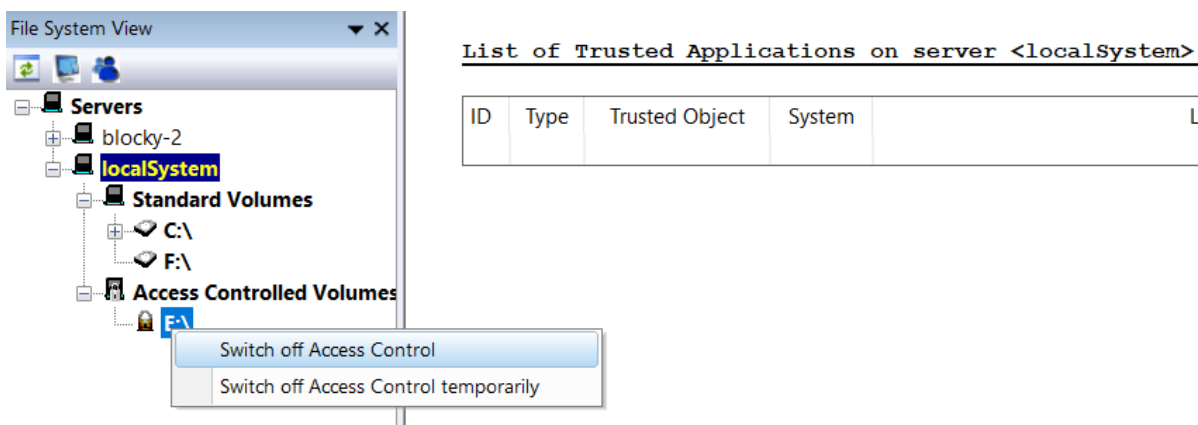 File System View
Servers
blocky-2
localSystem
Standard Volumes
C:\
F:\
Access Controlled Volumes
E:\
Switch off Access Control
Switch off Access Control temporarily
List of Trusted Applications on server <localSystem>
ID Type Trusted Object System L